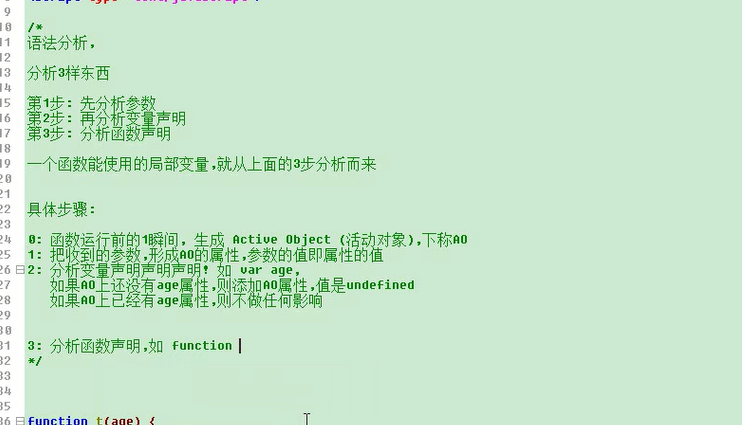 9
10 /*
11 语法分析,
12
13 分析3样东西
14
15 第1步: 先分析参数
16 第2步: 再分析变量声明
17 第3步: 分析函数声明
18
19 一个函数能使用的局部变量,就从上面的3步分析而来
20
21
22 具体步骤:
23
24 0: 函数运行前的1瞬间, 生成 Active Object (活动对象),下称AO
25 1: 把收到的参数,形成AO的属性,参数的值即属性的值
26 2: 分析变量声明声明声明! 如 var age,
27 如果AO上还没有age属性,则添加AO属性,值是undefined
28 如果AO上已经有age属性,则不做任何影响
29
30
31 3: 分析函数声明,如 function
32 */
33
34
35
36 function t(age) {